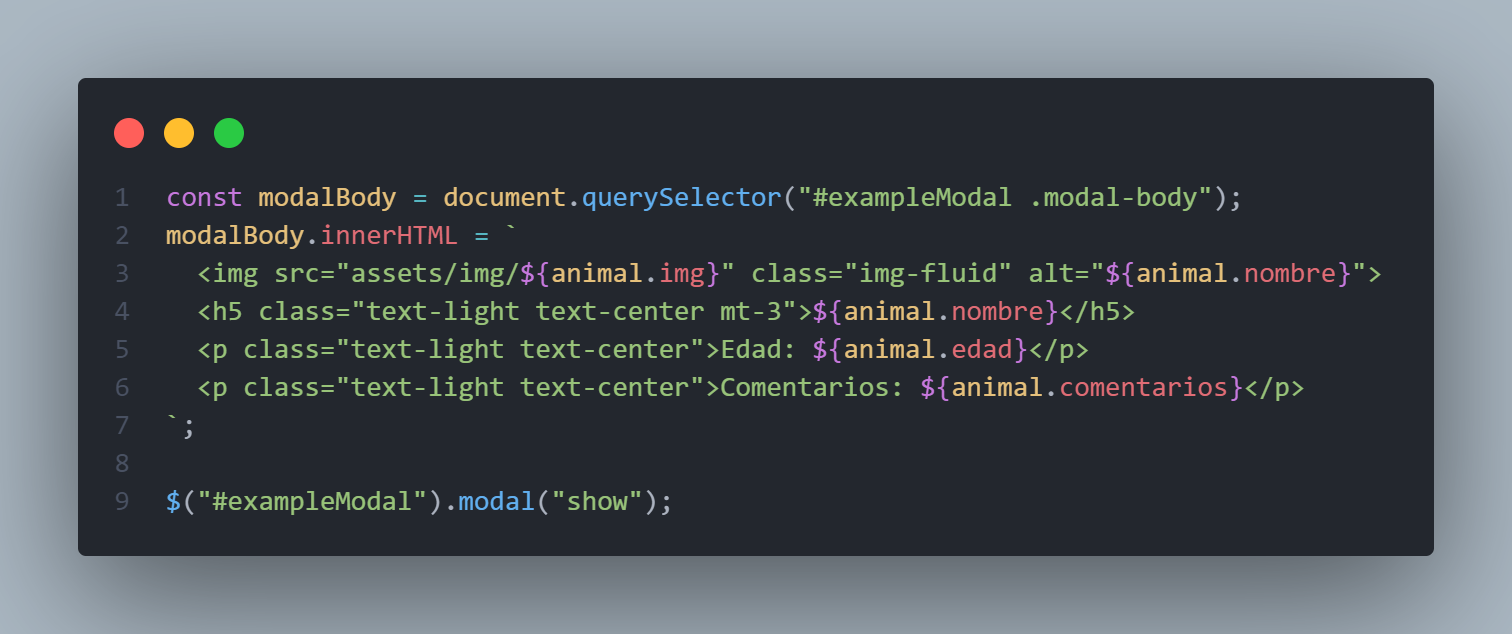 1 const modalBody = document.querySelector("#exampleModal .modal-body");
2 modalBody.innerHTML = `
3   <img src="assets/img/${animal.img}" class="img-fluid" alt="${animal.nombre}">
4   <h5 class="text-light text-center mt-3">${animal.nombre}</h5>
5   <p class="text-light text-center">Edad: ${animal.edad}</p>
6   <p class="text-light text-center">Comentarios: ${animal.comentarios}</p>
7 `;
8
9 $("#exampleModal").modal("show");